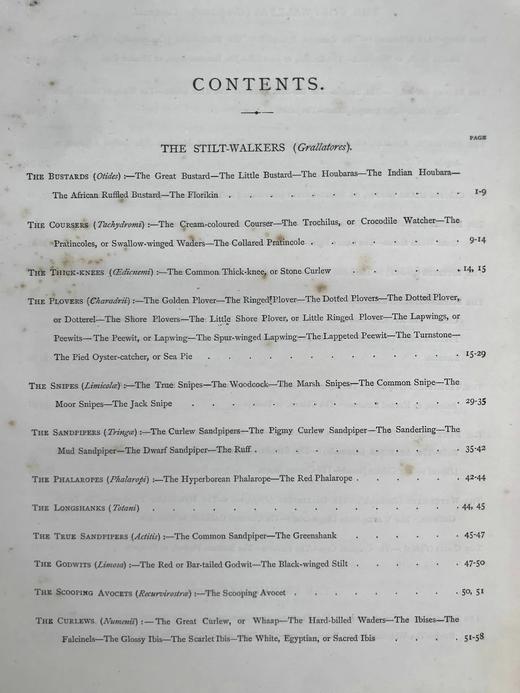 CONTENTS.
PAGE
THE STILT-WALKERS (Grallatores).
THE BUSTARDS (Otides) :—The Great Bustard—The Little Bustard—The Houbaras—The Indian Houbara—
The African Ruffled Bustard—The Florikin . . . . . . . . . . . 1-9
THE COURSERS (Tachydromi) :—The Cream-coloured Courser—The Trochilus, or Crocodile Watcher—The
Pratincoles, or Swallow-winged Waders—The Collared Pratincole . . . . . . . 9-14
THE THICK-KNEES (Œdicnemi) :—The Common Thick-knee, or Stone Curlew . . . . . . 14, 15
THE PLOVERS (Charadrii) :—The Golden Plover—The Ringed Plover—The Dotted Plovers—The Dotted Plover,
or Dotterel—The Shore Plovers—The Little Shore Plover, or Little Ringed Plover—The Lapwings, or
Peewits—The Peewit, or Lapwing—The Spur-winged Lapwing—The Lappeted Peewit—The Turnstone—
The Pied Oyster-catcher, or Sea Pie . . . . . . . . . . . 15-29
THE SNIPES (Limicolæ) :—The True Snipes—The Woodcock—The Marsh Snipes—The Common Snipe—The
Moor Snipes—The Jack Snipe . . . . . . . . . . . . 29-35
THE SANDPIPERS (Tringæ) :—The Curlew Sandpipers—The Pigmy Curlew Sandpiper—The Sanderling—The
Mud Sandpiper—The Dwarf Sandpiper—The Ruff . . . . . . . . . 35-42
THE PHALAROPES (Phalaropi) :—The Hyperborean Phalarope—The Red Phalarope . . . . . . 42-44
THE LONGSHANKS (Totani) . . . . . . . . . . . . . . 44, 45
THE TRUE SANDPIPERS (Actitis) :—The Common Sandpiper—The Greenshank . . . . . . 45-47
THE GODWITS (Limosa) :—The Red or Bar-tailed Godwit—The Black-winged Stilt . . . . . . 47-50
THE SCOOPING AVOCETS (Recurvirostræ) :—The Scooping Avocet . . . . . . . . . 50, 51
THE CURLEWS (Numenii) :—The Great Curlew, or Whaap—The Hard-billed Waders—The Ibises—The
Falcinels—The Glossy Ibis—The Scarlet Ibis—The White, Egyptian, or Sacred Ibis . . . . 51-58